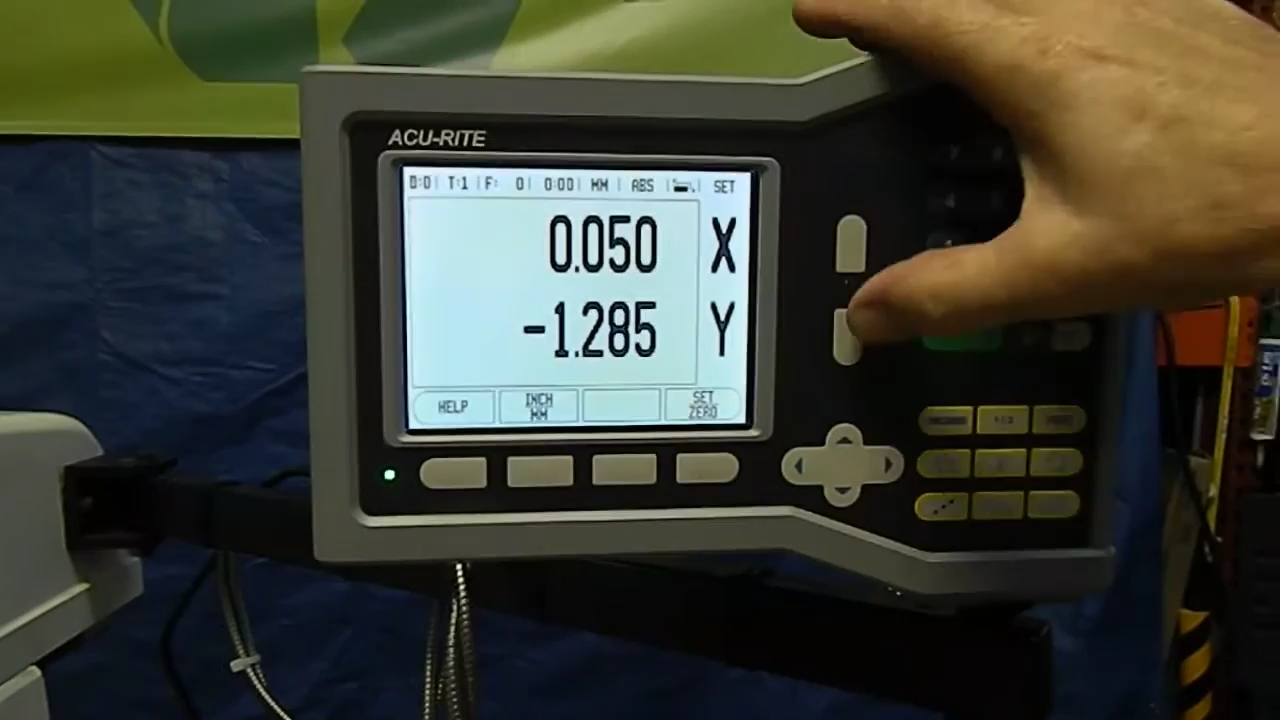 ACU-RITE
D:0 T:1 F: 0 0:00 MM ABS SET
0.050 X
-1.285 Y
HELP
INCH
MM
SET
ZERO